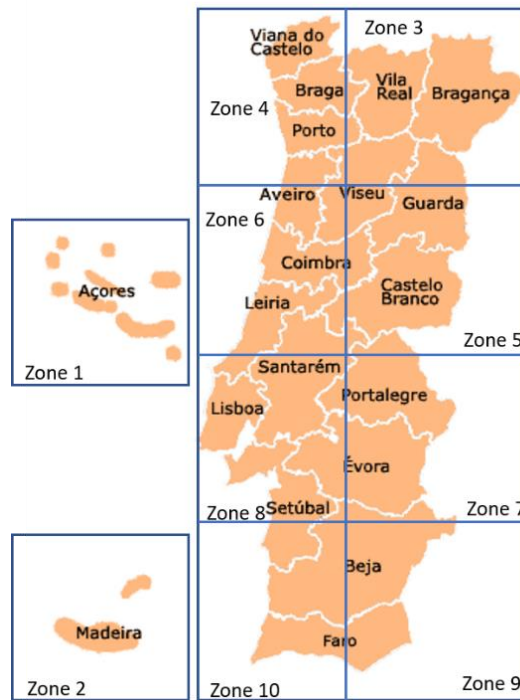 Viana do
Castelo
Zone 3
Braga
Vila
Real
Bragança
Zone 4
Porto
Aveiro
Viseu
Guarda
Zone 6
Coimbra
Castelo
Branco
Açores
Leiria
Zone 5
Zone 1
Santarém
Portalegre
Lisboa
Évora
Zone 8
Setúbal
Zone 7
Beja
Madeira
Faro
Zone 2
Zone 10
Zone 9